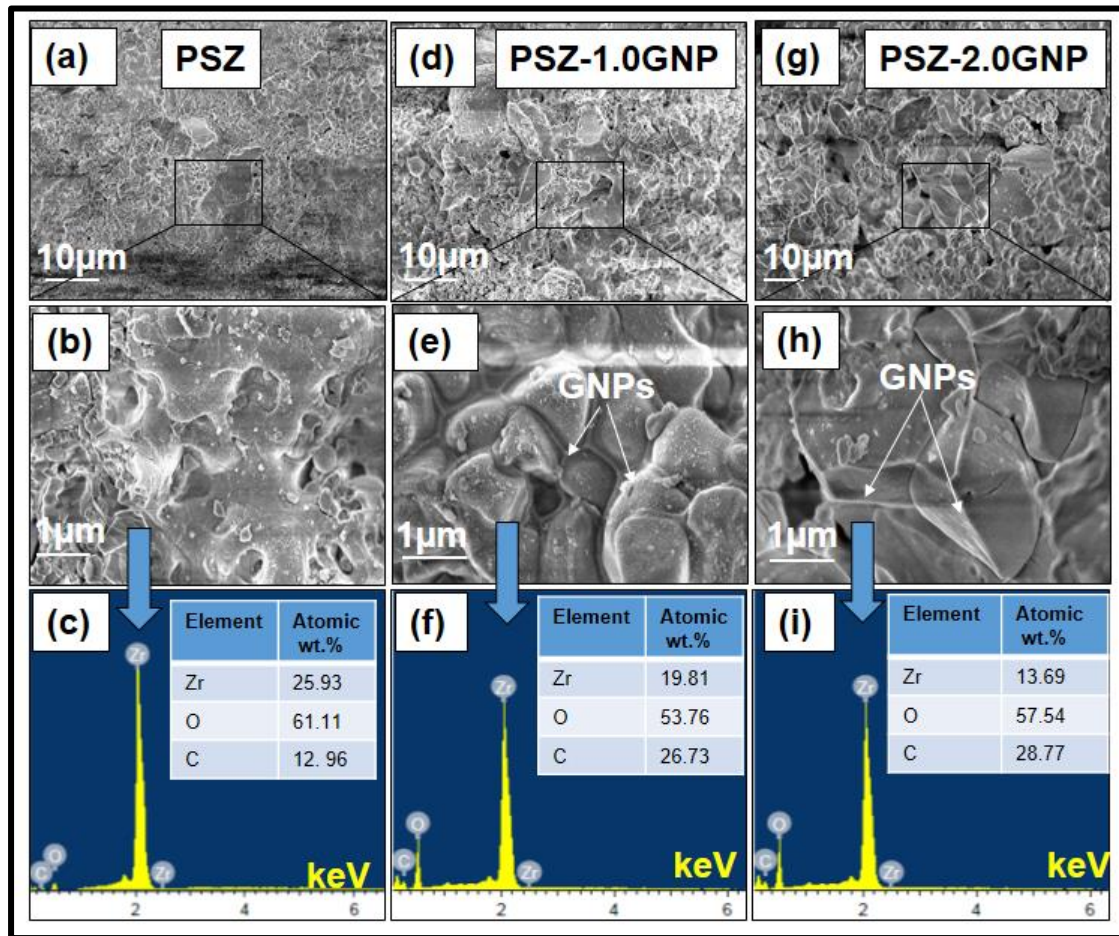 (a)
PSZ
10µm
(d)
PSZ-1.0GNP
10µm
(g)
PSZ-2.0GNP
10µm
(b)
1µm
(e)
GNPs
1µm
(h)
GNPs
1µm
(c)
Element Atomic wt.%
Zr 25.93
O 61.11
C 12. 96
Zr
O
C
Zr
keV
2 4 6
(f)
Element Atomic wt.%
Zr 19.81
O 53.76
C 26.73
Zr
O
C
Zr
keV
2 4 6
(i)
Element Atomic wt.%
Zr 13.69
O 57.54
C 28.77
Zr
O
C
Zr
keV
2 4 6